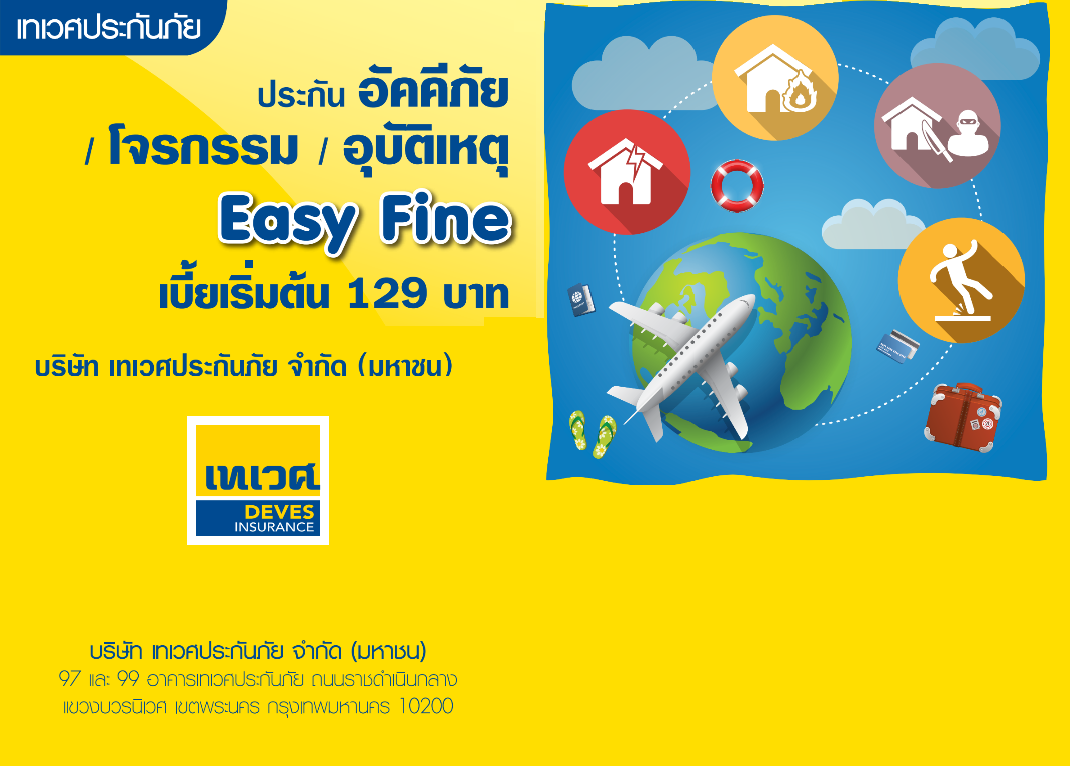 เทเวศประกันภัย
ประกัน อัคคีภัย
/ โจรกรรม / อุบัติเหตุ
Easy Fine
เบี้ยเริ่มต้น 129 บาท
บริษัท เทเวศประกันภัย จำกัด (มหาชน)
เทเวศ
DEVES
INSURANCE
บริษัท เทเวศประกันภัย จำกัด (มหาชน)
97 และ 99 อาคารเทเวศประกันภัย ถนนราชดำเนินกลาง
แขวงบวรนิเวศ เขตพระนคร กรุงเทพมหานคร 10200